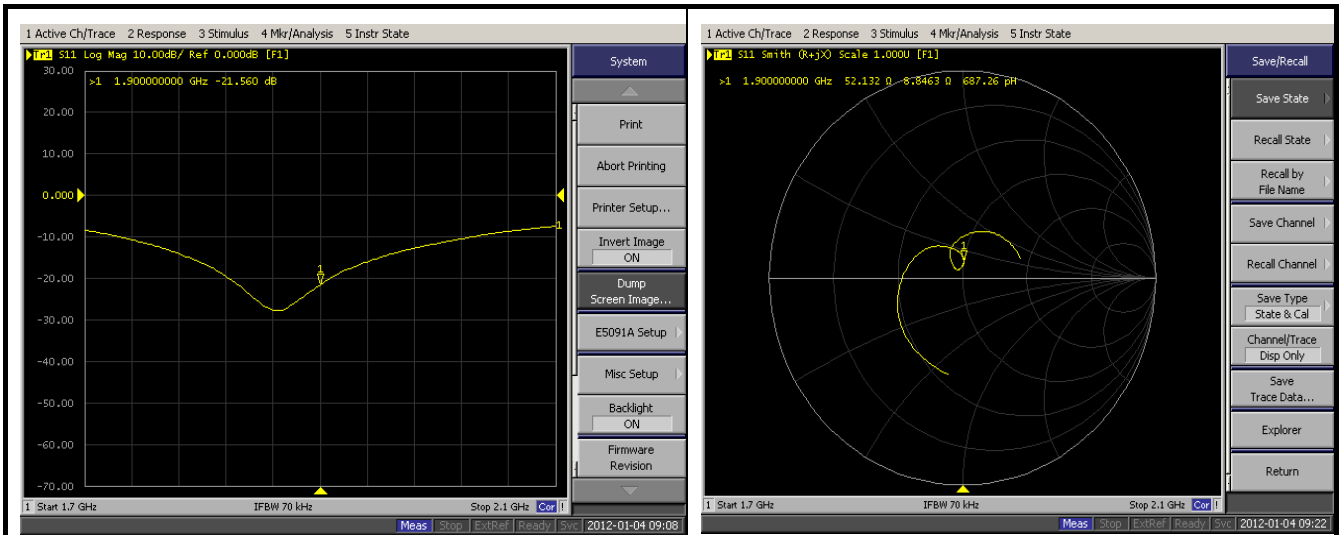 1 Active Ch/Trace 2 Response 3 Stimulus 4 Mkr/Analysis 5 Instr State
Tr1 S11 Log Mag 10.00dB/ Ref 0.000dB [F1]
30.00
>1 1.900000000 GHz -21.560 dB
20.00
10.00
0.000
-10.00
-20.00
-30.00
-40.00
-50.00
-60.00
-70.00
1
1
1 Start 1.7 GHz IFBW 70 kHz Stop 2.1 GHz Cor !
Meas Stop ExtRef Ready Svc 2012-01-04 09:08
System
Print
Abort Printing
Printer Setup...
Invert Image
ON
Dump
Screen Image...
E5091A Setup
Misc Setup
Backlight
ON
Firmware
Revision
1 Active Ch/Trace 2 Response 3 Stimulus 4 Mkr/Analysis 5 Instr State
Tr1 S11 Smith (R+jX) Scale 1.000U [F1]
>1 1.900000000 GHz 52.132 Ω 8.8463 Ω 687.26 pH
1
1 Start 1.7 GHz IFBW 70 kHz Stop 2.1 GHz Cor !
Meas Stop ExtRef Ready Svc 2012-01-04 09:22
Save/Recall
Save State
Recall State
Recall by
File Name
Save Channel
Recall Channel
Save Type
State & Cal
Channel/Trace
Disp Only
Save
Trace Data...
Explorer
Return